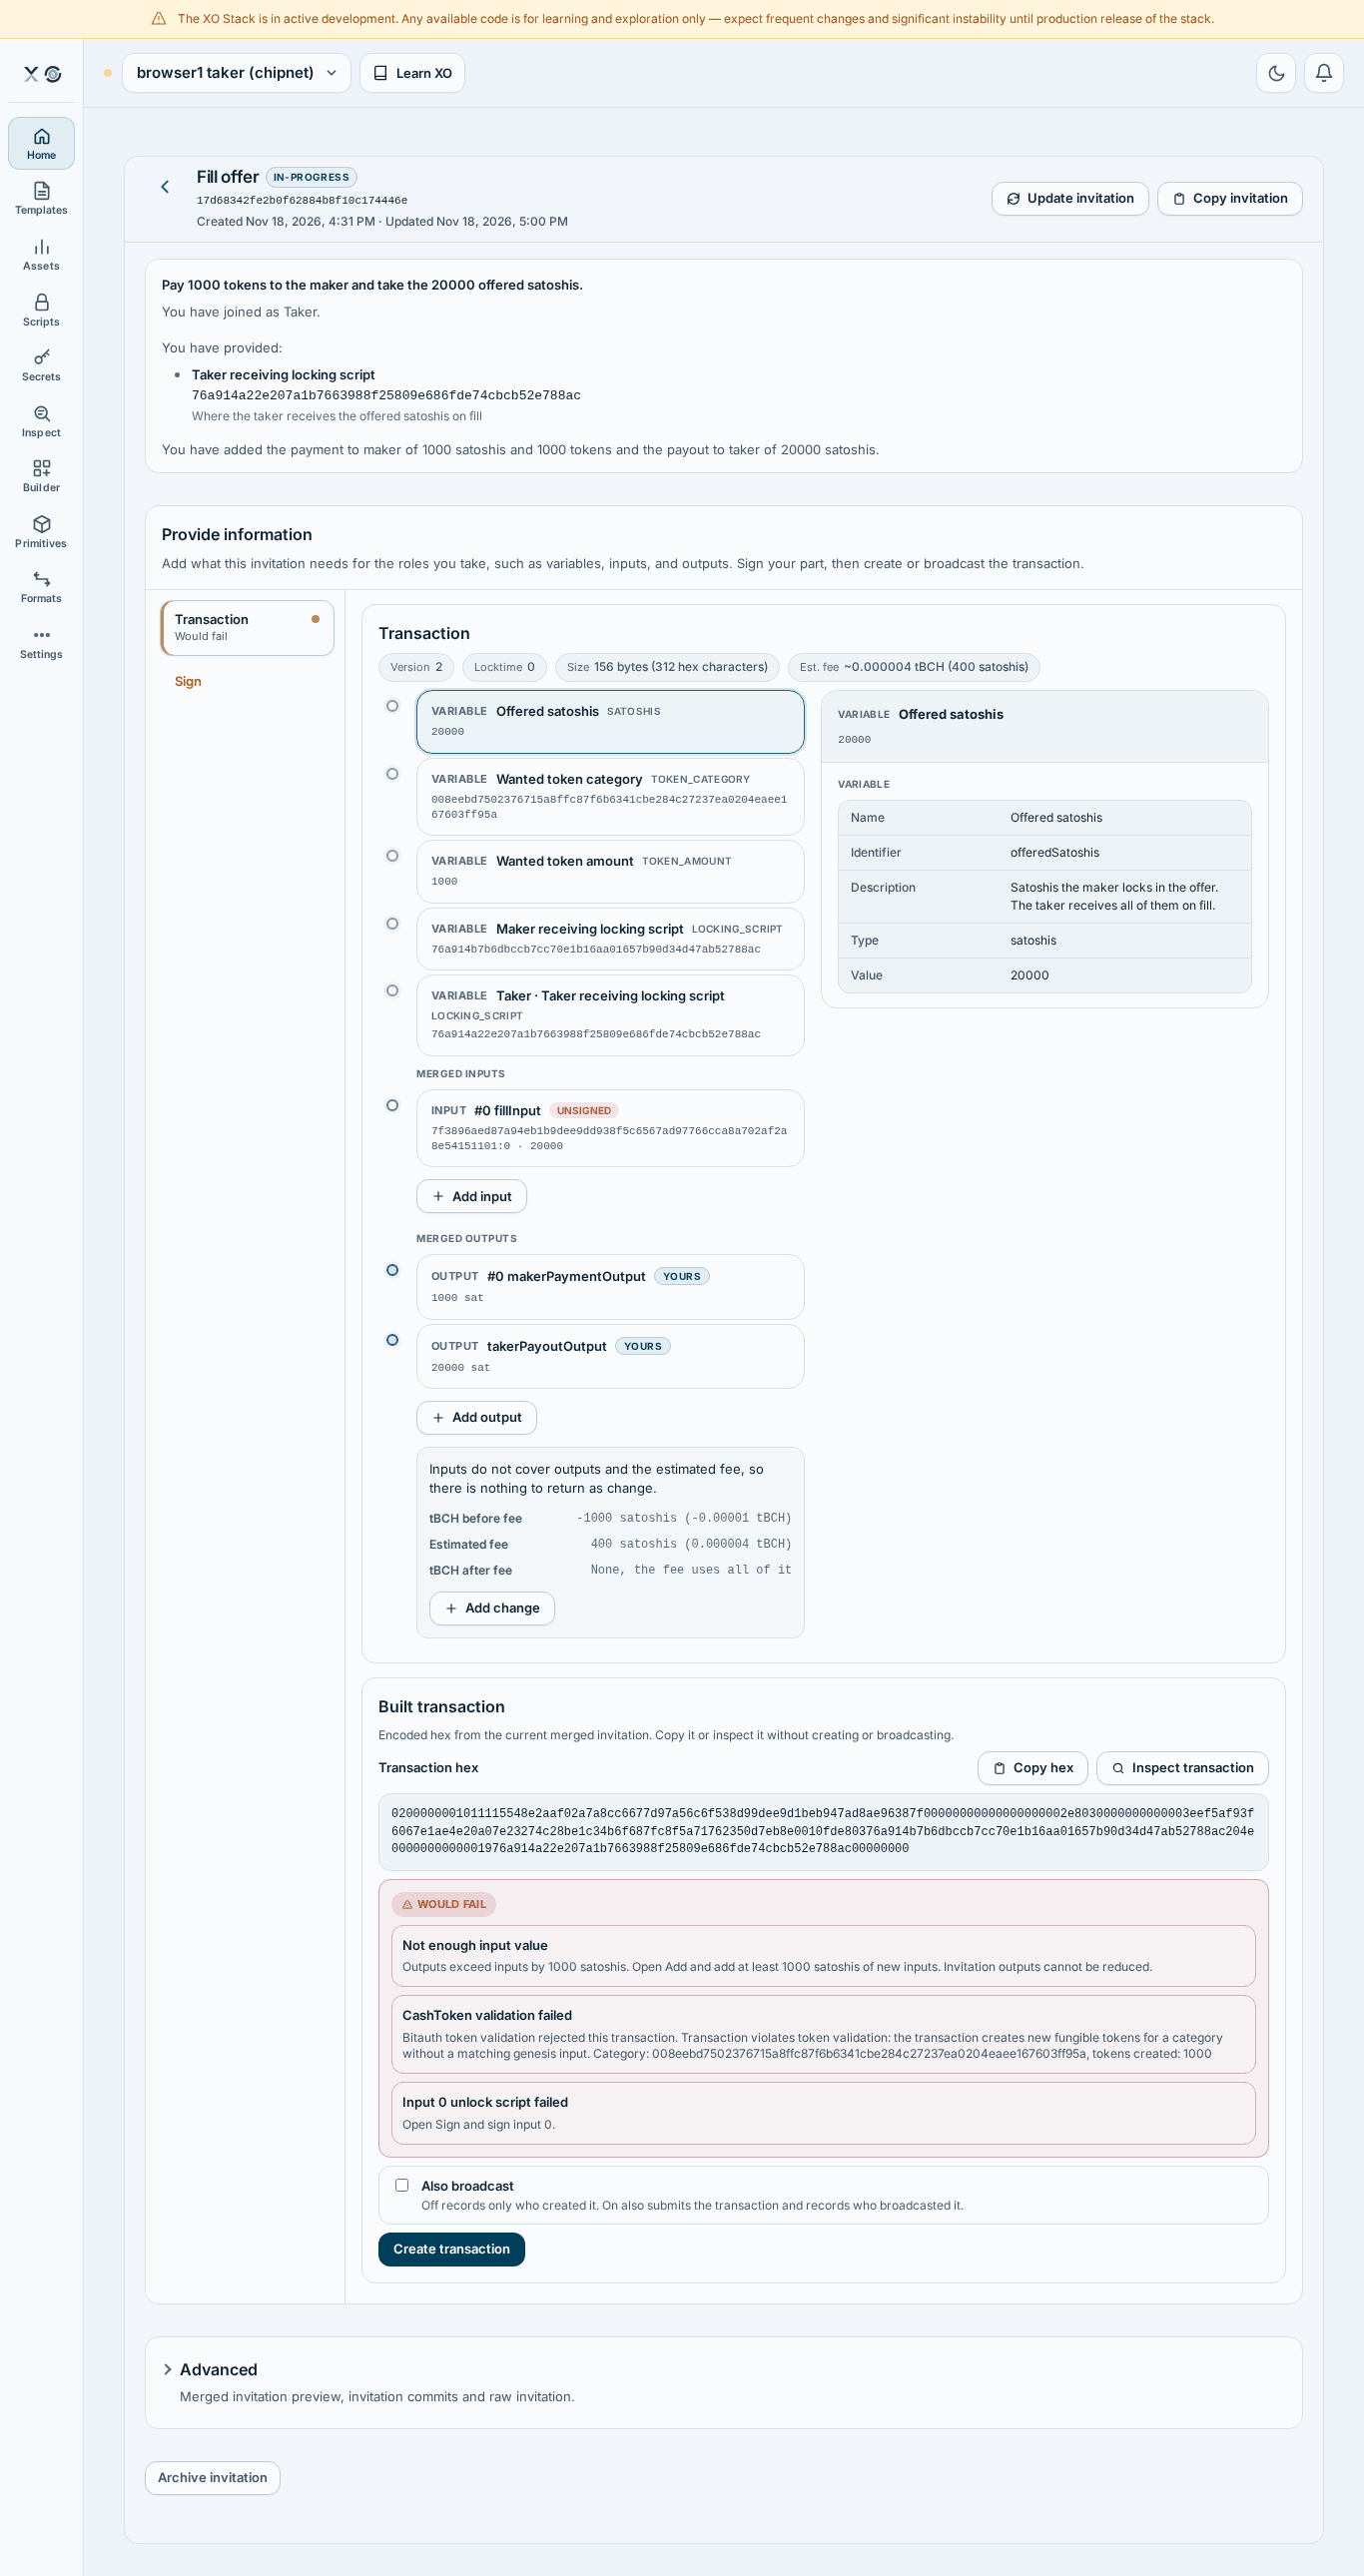 The XO Stack is in active development. Any available code is for learning and exploration only — expect frequent changes and significant instability until production release of the stack.
XO
browser1 taker (chipnet)
Learn XO
Home
Templates
Assets
Scripts
Secrets
Inspect
Builder
Primitives
Formats
Settings
Fill offer IN-PROGRESS
17d68342fe2b0f62884b8f10c174446e
Created Nov 18, 2026, 4:31 PM · Updated Nov 18, 2026, 5:00 PM
Update invitation
Copy invitation
Pay 1000 tokens to the maker and take the 20000 offered satoshis.
You have joined as Taker.
You have provided:
• Taker receiving locking script
76a914a22e207a1b7663988f25809e686fde74cbcb52e788ac
Where the taker receives the offered satoshis on fill
You have added the payment to maker of 1000 satoshis and 1000 tokens and the payout to taker of 20000 satoshis.
Provide information
Add what this invitation needs for the roles you take, such as variables, inputs, and outputs. Sign your part, then create or broadcast the transaction.
Transaction
Would fail
Sign
Transaction
Version 2
Locktime 0
Size 156 bytes (312 hex characters)
Est. fee ~0.000004 tBCH (400 satoshis)
VARIABLE Offered satoshis SATOSHIS
20000
VARIABLE Wanted token category TOKEN_CATEGORY
008eebd7502376715a8ffc87f6b6341cbe284c27237ea0204eaee1
67603ff95a
VARIABLE Wanted token amount TOKEN_AMOUNT
1000
VARIABLE Maker receiving locking script LOCKING_SCRIPT
76a914b7b6dbccb7cc70e1b16aa01657b90d34d47ab52788ac
VARIABLE Taker · Taker receiving locking script
LOCKING_SCRIPT
76a914a22e207a1b7663988f25809e686fde74cbcb52e788ac
MERGED INPUTS
INPUT #0 fillInput UNSIGNED
7f3896aed87a94eb1b9dee9dd938f5c6567ad97766cca8a702af2a
8e54151101:0 · 20000
Add input
MERGED OUTPUTS
OUTPUT #0 makerPaymentOutput YOURS
1000 sat
OUTPUT takerPayoutOutput YOURS
20000 sat
Add output
Inputs do not cover outputs and the estimated fee, so
there is nothing to return as change.
tBCH before fee -1000 satoshis (-0.00001 tBCH)
Estimated fee 400 satoshis (0.000004 tBCH)
tBCH after fee None, the fee uses all of it
Add change
VARIABLE Offered satoshis
20000
VARIABLE
Name Offered satoshis
Identifier offeredSatoshis
Description Satoshis the maker locks in the offer.
The taker receives all of them on fill.
Type satoshis
Value 20000
Built transaction
Encoded hex from the current merged invitation. Copy it or inspect it without creating or broadcasting.
Transaction hex
Copy hex
Inspect transaction
0200000001011115548e2aaf02a7a8cc6677d97a56c6f538d99dee9d1beb947ad8ae96387f00000000000000000002e8030000000000003eef5af93f
6067e1ae4e20a07e23274c28be1c34b6f687fc8f5a71762350d7eb8e0010fde80376a914b7b6dbccb7cc70e1b16aa01657b90d34d47ab52788ac204e
0000000000001976a914a22e207a1b7663988f25809e686fde74cbcb52e788ac00000000
WOULD FAIL
Not enough input value
Outputs exceed inputs by 1000 satoshis. Open Add and add at least 1000 satoshis of new inputs. Invitation outputs cannot be reduced.
CashToken validation failed
Bitauth token validation rejected this transaction. Transaction violates token validation: the transaction creates new fungible tokens for a category
without a matching genesis input. Category: 008eebd7502376715a8ffc87f6b6341cbe284c27237ea0204eaee167603ff95a, tokens created: 1000
Input 0 unlock script failed
Open Sign and sign input 0.
Also broadcast
Off records only who created it. On also submits the transaction and records who broadcasted it.
Create transaction
Advanced
Merged invitation preview, invitation commits and raw invitation.
Archive invitation